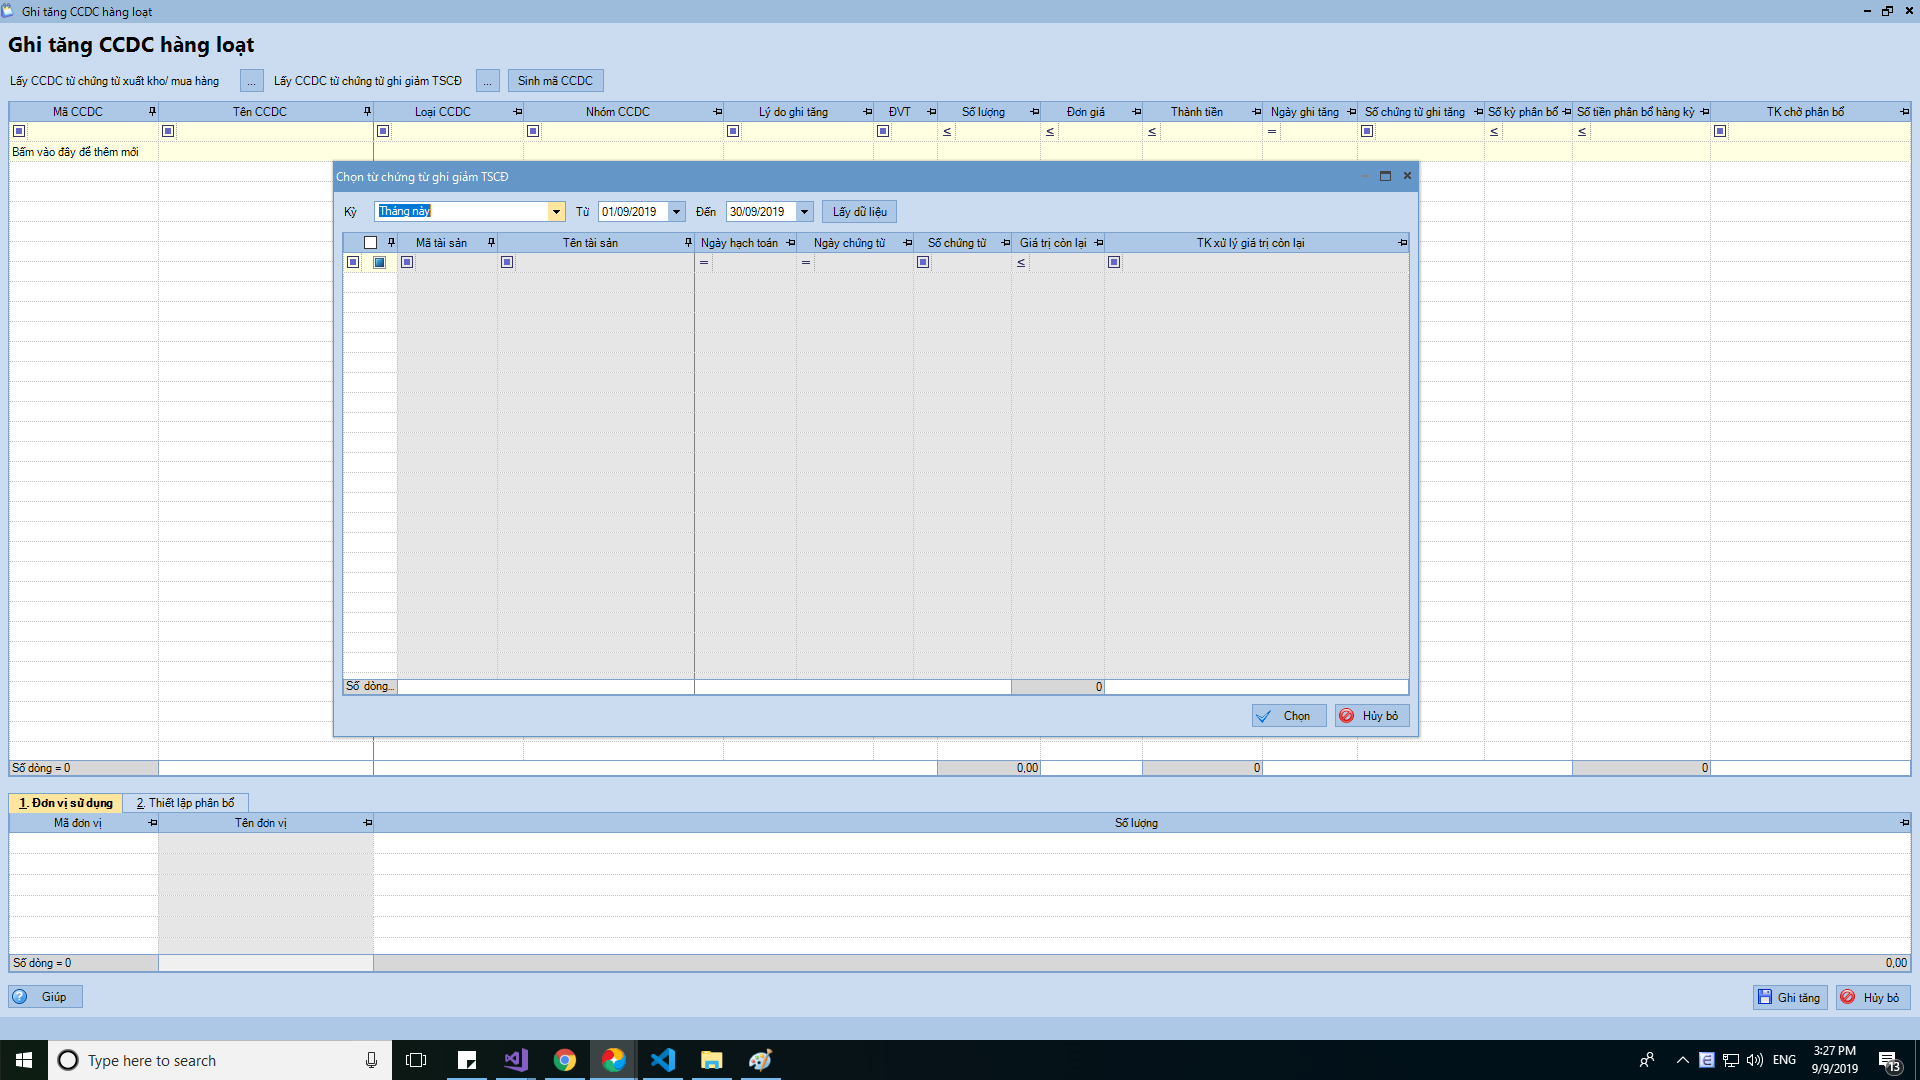 Ghi tăng CCDC hàng loạt
Ghi tăng CCDC hàng loạt
Lấy CCDC từ chứng từ xuất kho/ mua hàng ... Lấy CCDC từ chứng từ ghi giảm TSCĐ ... Sinh mã CCDC
Mã CCDC Tên CCDC Loại CCDC Nhóm CCDC Lý do ghi tăng ĐVT Số lượng Đơn giá Thành tiền Ngày ghi tăng Số chứng từ ghi tăng Số kỳ phân bổ Số tiền phân bổ hàng kỳ TK chờ phân bổ
≤ ≤ ≤ = ≤ ≤
Bấm vào đây để thêm mới
Chọn từ chứng từ ghi giảm TSCĐ
Kỳ Tháng này Từ 01/09/2019 Đến 30/09/2019 Lấy dữ liệu
Mã tài sản Tên tài sản Ngày hạch toán Ngày chứng từ Số chứng từ Giá trị còn lại TK xử lý giá trị còn lại
= = ≤
Số dòng... 0
Chọn Hủy bỏ
Số dòng = 0 0,00 0 0
1. Đơn vị sử dụng 2. Thiết lập phân bổ
Mã đơn vị Tên đơn vị Số lượng
Số dòng = 0 0,00
Giúp Ghi tăng Hủy bỏ
Type here to search ENG 3:27 PM
9/9/2019 13